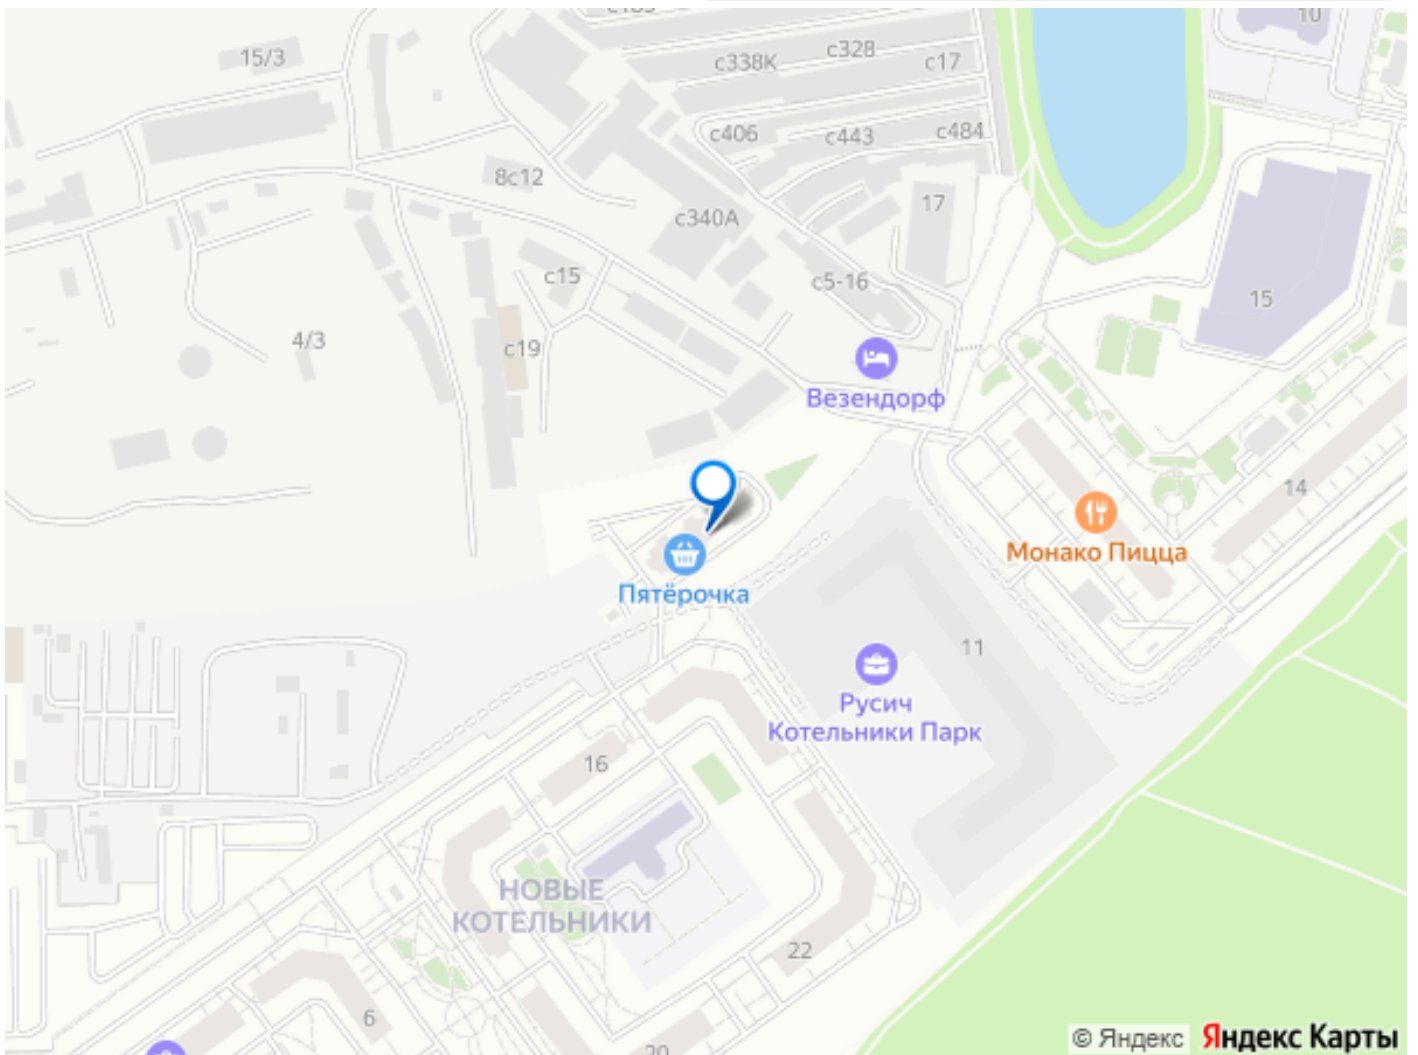 10
15/3
с338К
с328
с17
с406
с443
с484
8с12
17
с340А
с15
с5-16
15
4/3
с19
Везендорф
14
Монако Пицца
Пятёрочка
11
Русич
Котельники Парк
16
НОВЫЕ
КОТЕЛЬНИКИ
22
6
20
© Яндекс Яндекс Карты